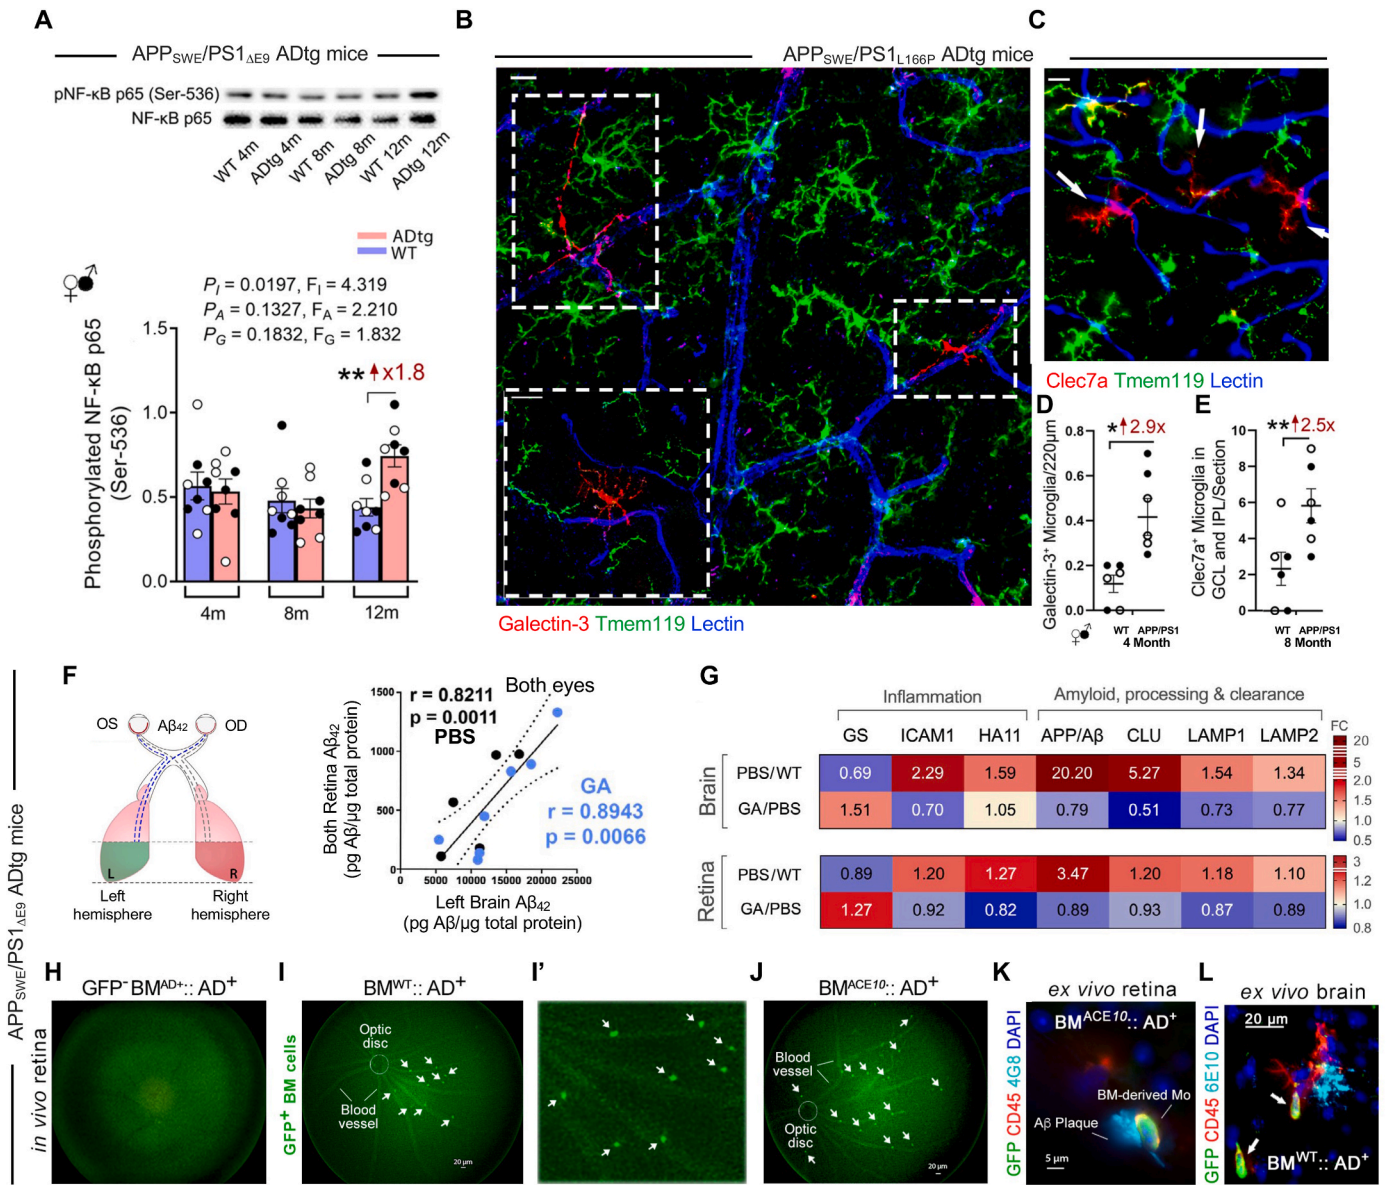 A
APPSWE/PS1ΔE9 ADtg mice
pNF-κB p65 (Ser-536)
NF-κB p65
WT 4m
ADtg 4m
WT 8m
ADtg 8m
WT 12m
ADtg 12m
ADtg
WT
PI = 0.0197, FI = 4.319
PA = 0.1327, FA = 2.210
PG = 0.1832, FG = 1.832
Phosphorylated NF-κB p65
(Ser-536)
1.5
1.0
0.5
0.0
** x1.8
4m
8m
12m
B
APPSWE/PS1L166P ADtg mice
Galectin-3 Tmem119 Lectin
C
Clec7a Tmem119 Lectin
D
Galectin-3+ Microglia/220μm
0.8
0.6
0.4
0.2
0.0
* 2.9x
WT APP/PS1
4 Month
E
Clec7a+ Microglia in
GCL and IPL/Section
10
8
6
4
2
0
** 2.5x
WT APP/PS1
8 Month
APPSWE/PS1ΔE9 ADtg mice
F
OS
Aβ42
OD
L
R
Left
hemisphere
Right
hemisphere
Both Retina Aβ42
(pg Aβ/μg total protein)
1500
1000
500
0
r = 0.8211
p = 0.0011
PBS
Both eyes
GA
r = 0.8943
p = 0.0066
0 5000 10000 15000 20000 25000
Left Brain Aβ42
(pg Aβ/μg total protein)
G
Inflammation
Amyloid, processing & clearance
GS ICAM1 HA11 APP/Aβ CLU LAMP1 LAMP2
FC
Brain
PBS/WT 0.69 2.29 1.59 20.20 5.27 1.54 1.34
GA/PBS 1.51 0.70 1.05 0.79 0.51 0.73 0.77
20
5
2.0
1.5
1.0
0.5
Retina
PBS/WT 0.89 1.20 1.27 3.47 1.20 1.18 1.10
GA/PBS 1.27 0.92 0.82 0.89 0.93 0.87 0.89
3
1.2
1.0
0.8
in vivo retina
H
GFP- BMAD+:: AD+
I
BMWT:: AD+
GFP+ BM cells
Optic
disc
Blood
vessel
20 μm
I’
J
BMACE10:: AD+
Blood
vessel
Optic
disc
20 μm
K
ex vivo retina
BMACE10:: AD+
GFP CD45 4G8 DAPI
BM-derived Mo
Aβ Plaque
5 μm
L
ex vivo brain
20 μm
GFP CD45 6E10 DAPI
BMWT:: AD+